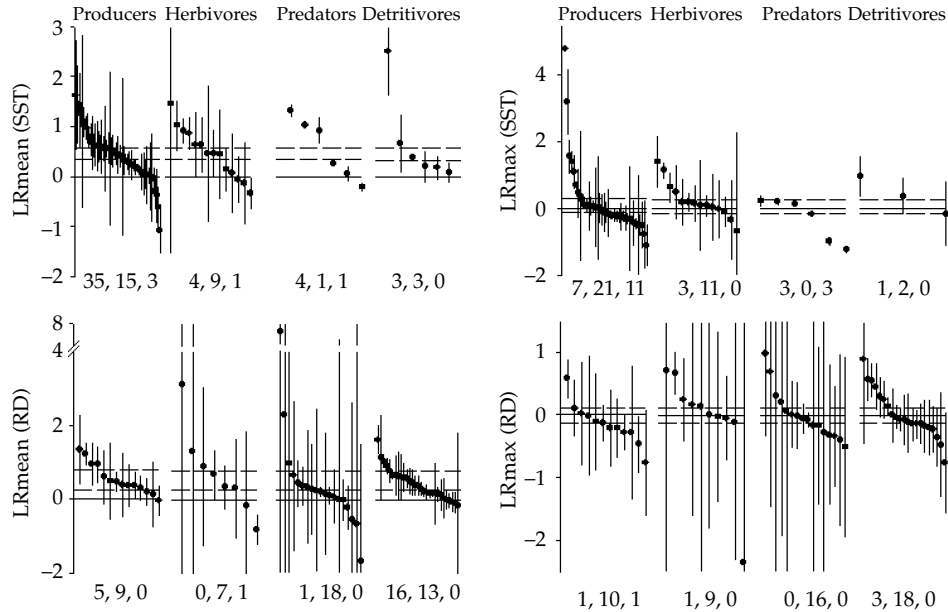 Producers Herbivores Predators Detritivores
3
2
1
0
−1
−2
LRmean (SST)
35, 15, 3 4, 9, 1 4, 1, 1 3, 3, 0
Producers Herbivores Predators Detritivores
4
2
0
−2
LRmax (SST)
7, 21, 11 3, 11, 0 3, 0, 3 1, 2, 0
8
4
2
0
−2
LRmean (RD)
5, 9, 0 0, 7, 1 1, 18, 0 16, 13, 0
1
0
−1
−2
LRmax (RD)
1, 10, 1 1, 9, 0 0, 16, 0 3, 18, 0